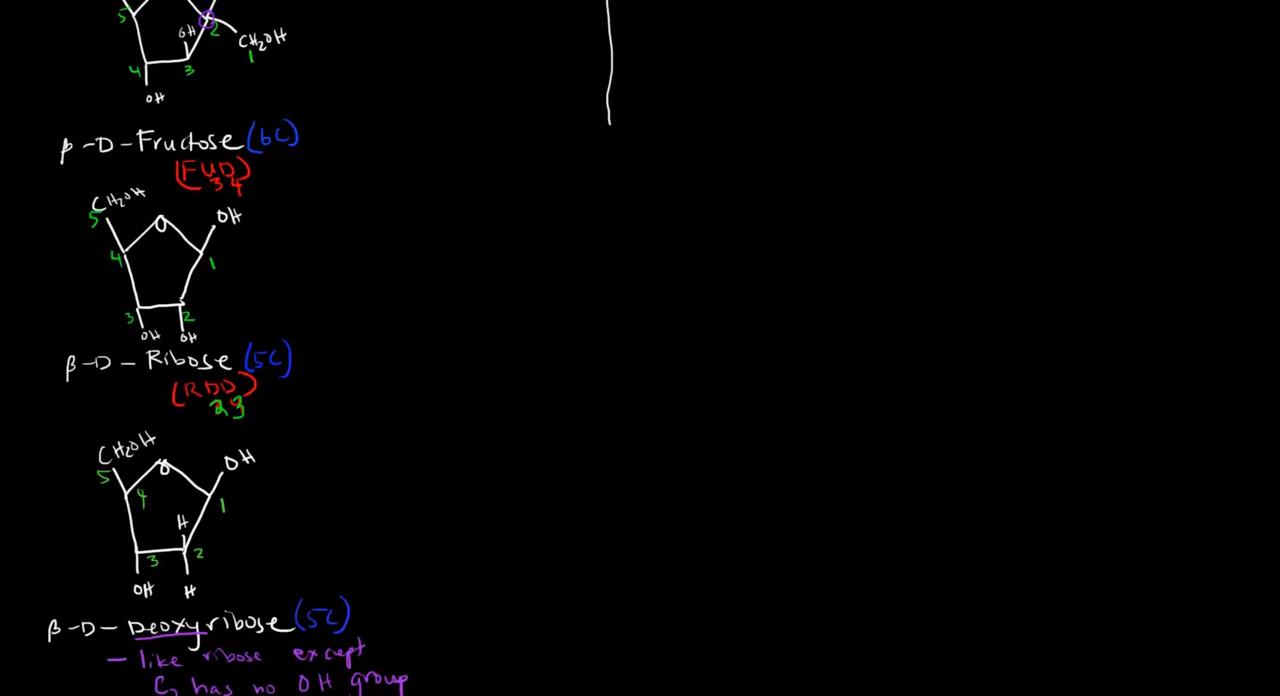 5
OH
2
CH₂OH
1
4
3
OH
β-D-Fructose (6C)
(FUD)
3 4
CH₂OH
5
O
OH
4
1
3
2
OH OH
β-D-Ribose (5C)
(RDD)
2 3
CH₂OH
5
O
OH
4
1
H
3
2
OH H
β-D-Deoxyribose (5C)
- like ribose except
C₂ has no OH group